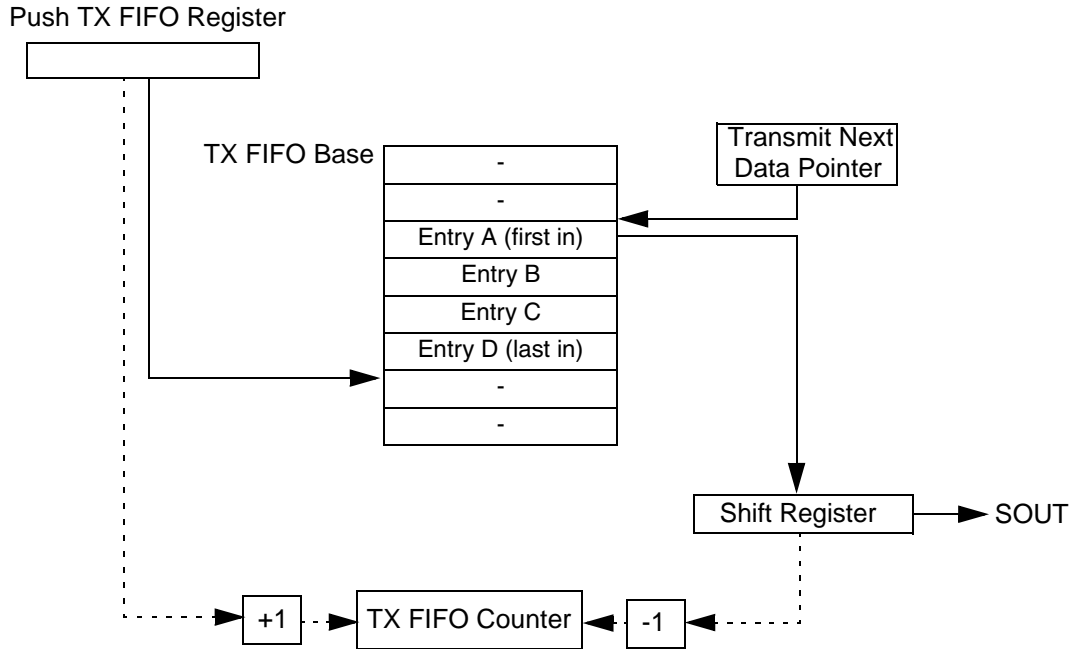 Push TX FIFO Register
TX FIFO Base
-
-
Entry A (first in)
Entry B
Entry C
Entry D (last in)
-
-
Transmit Next
Data Pointer
Shift Register
SOUT
+1
TX FIFO Counter
-1